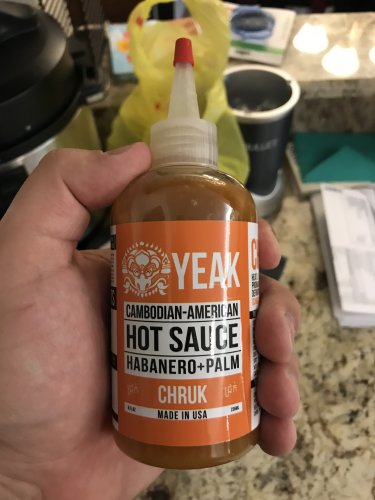 YEAK
CAMBODIAN-AMERICAN
HOT SAUCE
HABANERO+PALM
CHRUK
MADE IN USA